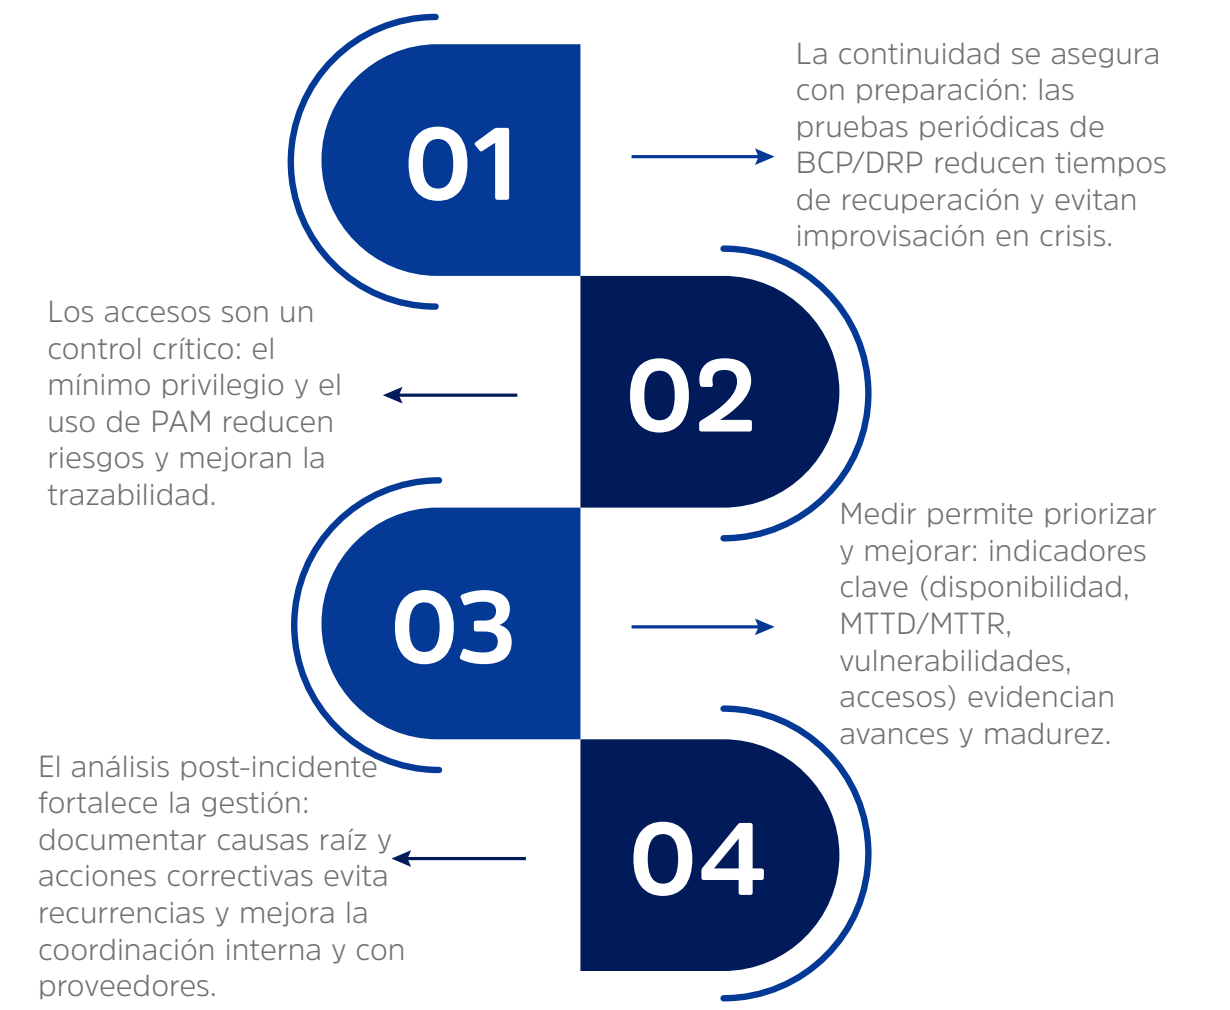 01
La continuidad se asegura
con preparación: las
pruebas periódicas de
BCP/DRP reducen tiempos
de recuperación y evitan
improvisación en crisis.
02
Los accesos son un
control crítico: el
mínimo privilegio y el
uso de PAM reducen
riesgos y mejoran la
trazabilidad.
03
Medir permite priorizar
y mejorar: indicadores
clave (disponibilidad,
MTTD/MTTR,
vulnerabilidades,
accesos) evidencian
avances y madurez.
04
El análisis post-incidente
fortalece la gestión:
documentar causas raíz y
acciones correctivas evita
recurrencias y mejora la
coordinación interna y con
proveedores.